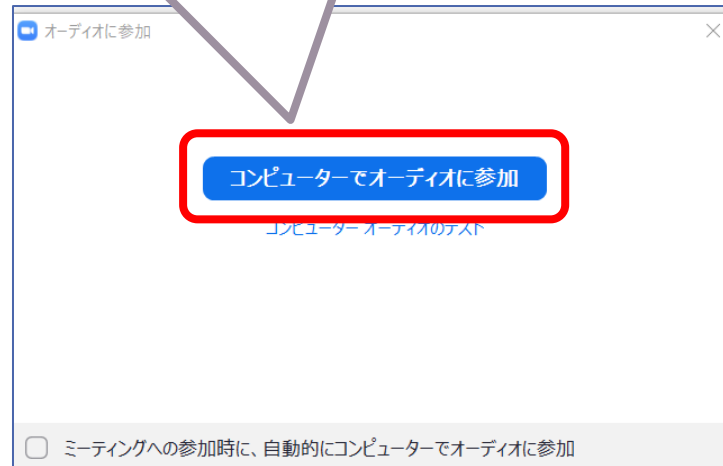 オーディオに参加
コンピューターでオーディオに参加
コンピューター オーディオのテスト
ミーティングへの参加時に、自動的にコンピューターでオーディオに参加